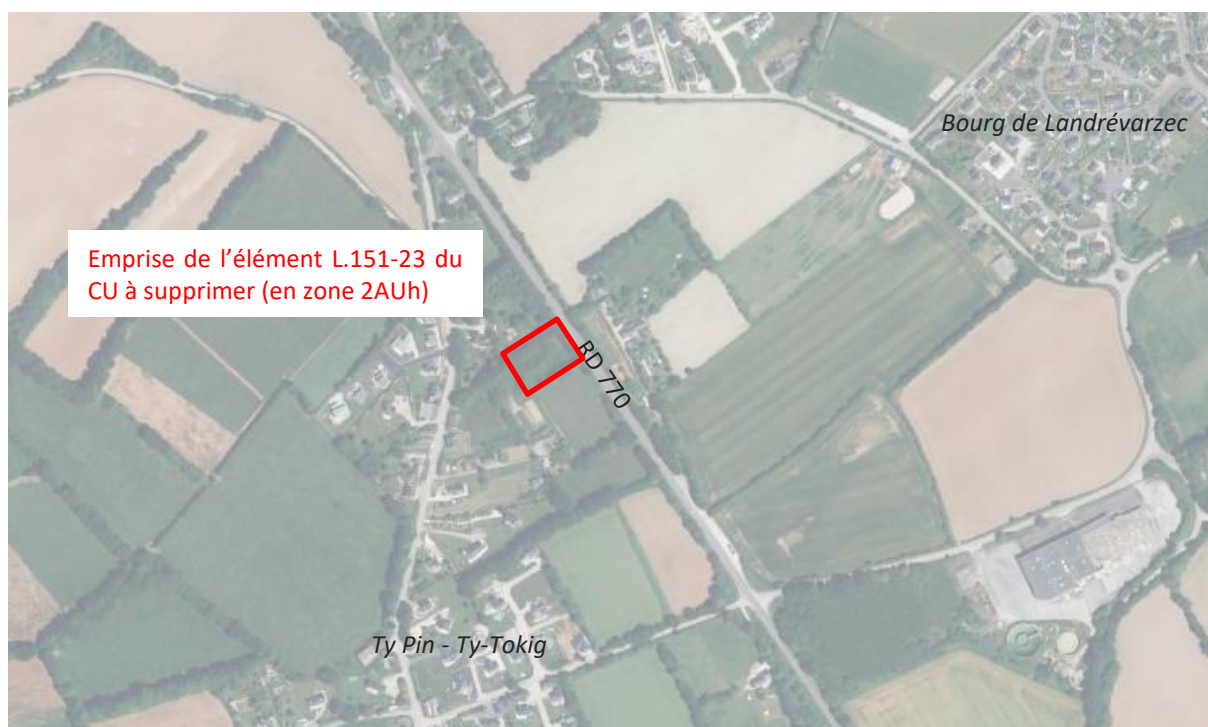 Bourg de Landrévarzec
Emprise de l'élément L.151-23 du
CU à supprimer (en zone 2AUh)
RD 770
Ty Pin - Ty-Tokig